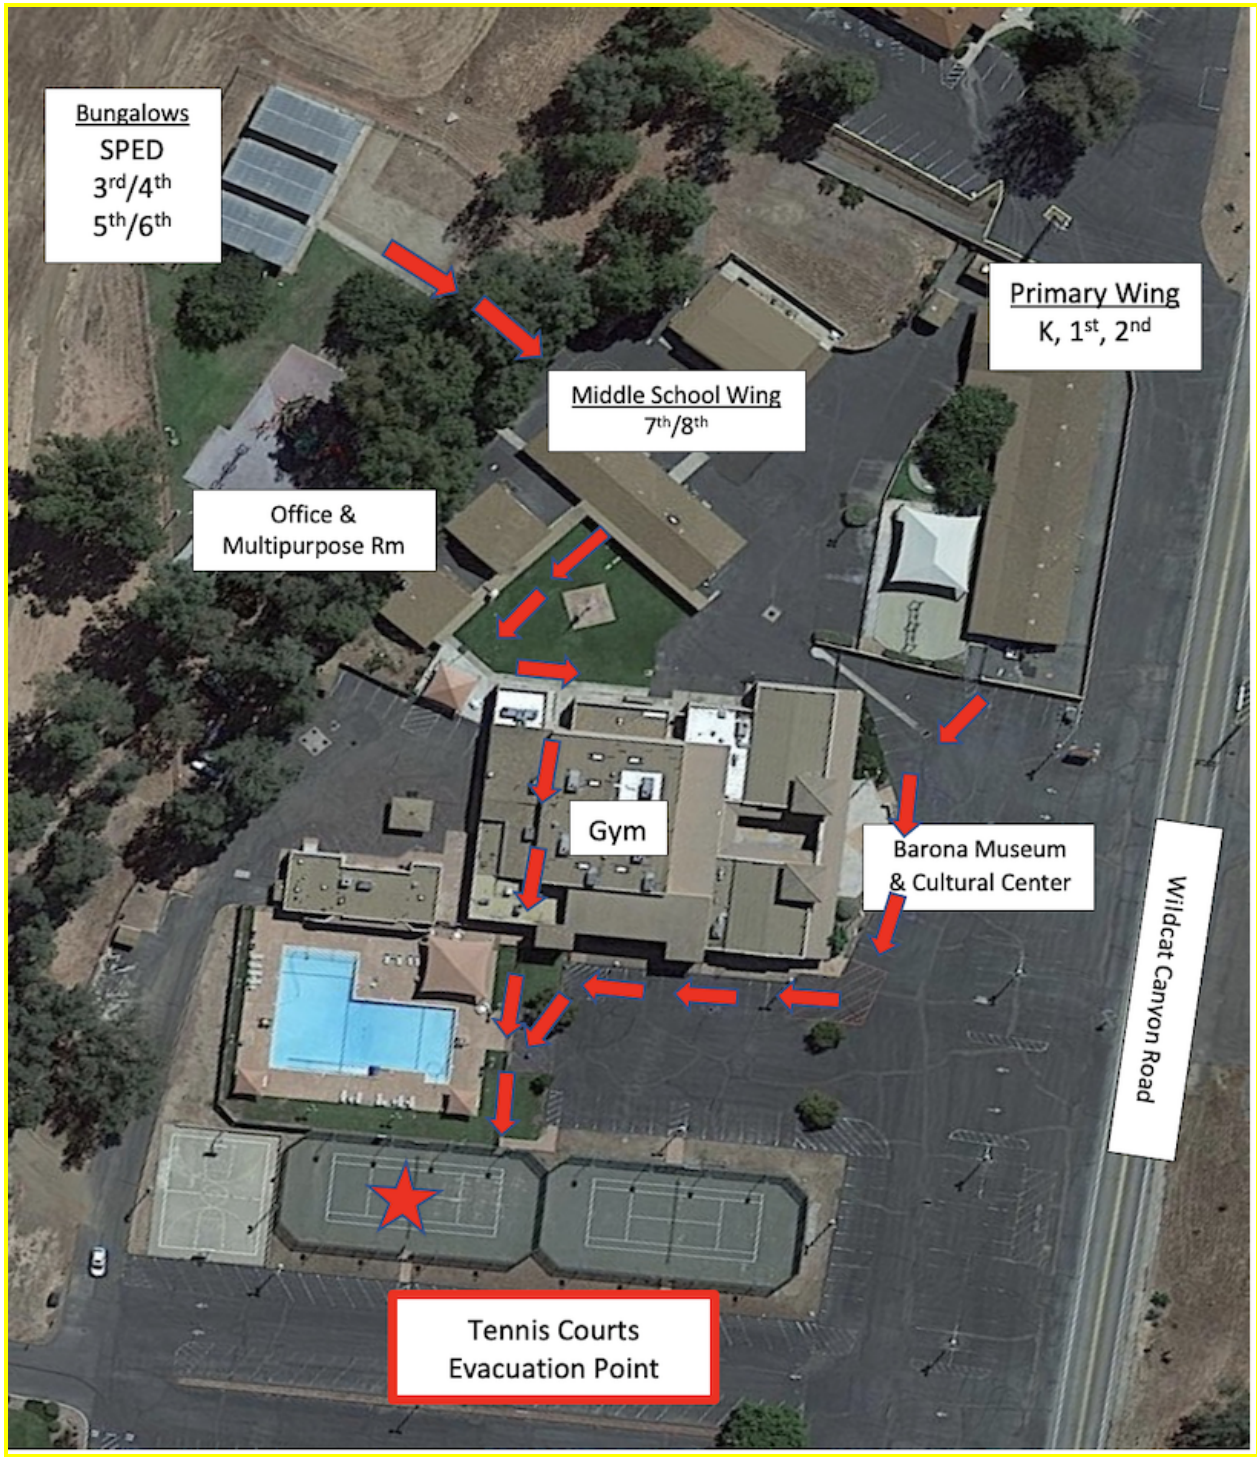 Bungalows
SPED
3rd/4th
5th/6th
Primary Wing
K, 1st, 2nd
Middle School Wing
7th/8th
Office &
Multipurpose Rm
Gym
Barona Museum
& Cultural Center
Wildcat Canyon Road
Tennis Courts
Evacuation Point